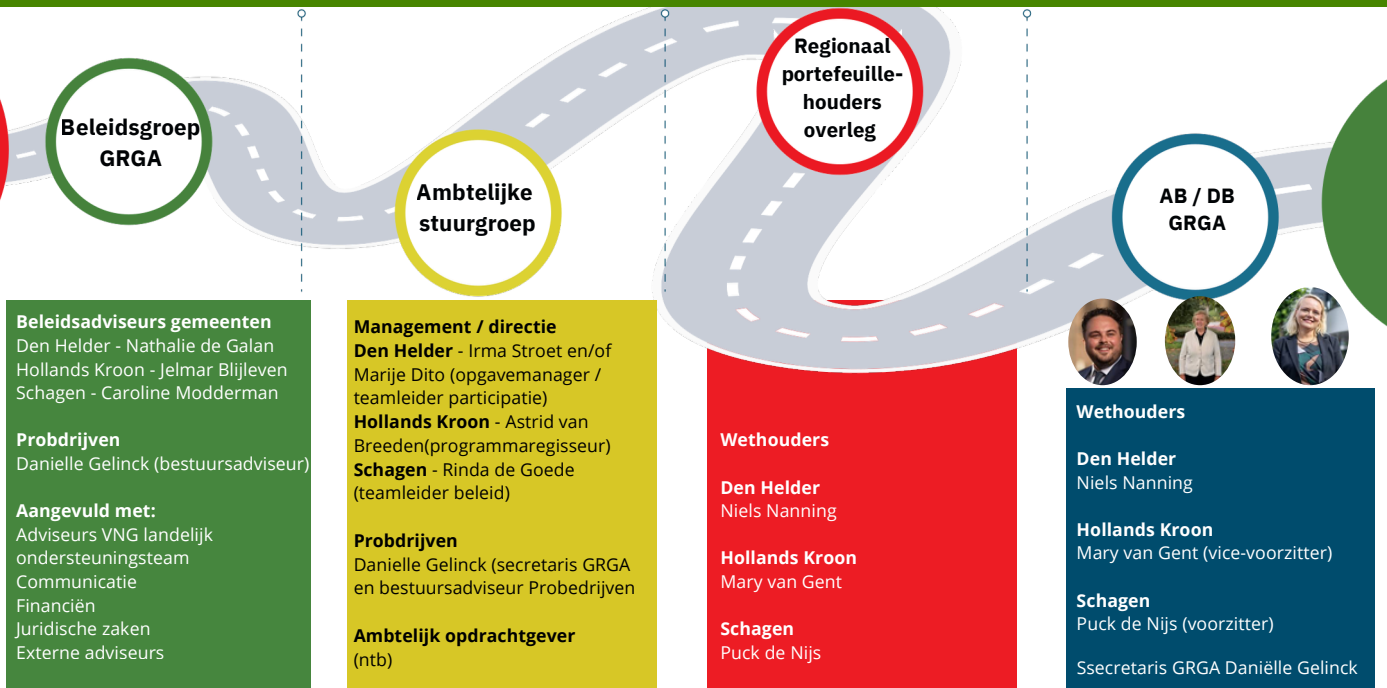 Beleidsgroep
GRGA
Ambtelijke
stuurgroep
Regionaal
portefeuille-
houders
overleg
AB / DB
GRGA
Beleidsadviseurs gemeenten
Den Helder - Nathalie de Galan
Hollands Kroon - Jelmar Blijleven
Schagen - Caroline Modderman
Probdrijven
Danielle Gelinck (bestuursadviseur)
Aangevuld met:
Adviseurs VNG landelijk
ondersteuningsteam
Communicatie
Financiën
Juridische zaken
Externe adviseurs
Management / directie
Den Helder - Irma Stroet en/of
Marije Dito (opgavemanager /
teamleider participatie)
Hollands Kroon - Astrid van
Breeden(programmaregisseur)
Schagen - Rinda de Goede
(teamleider beleid)
Probdrijven
Danielle Gelinck (secretaris GRGA
en bestuursadviseur Probedrijven
Ambtelijk opdrachtgever
(ntb)
Wethouders
Den Helder
Niels Nanning
Hollands Kroon
Mary van Gent
Schagen
Puck de Nijs
Wethouders
Den Helder
Niels Nanning
Hollands Kroon
Mary van Gent (vice-voorzitter)
Schagen
Puck de Nijs (voorzitter)
Ssecretaris GRGA Daniëlle Gelinck